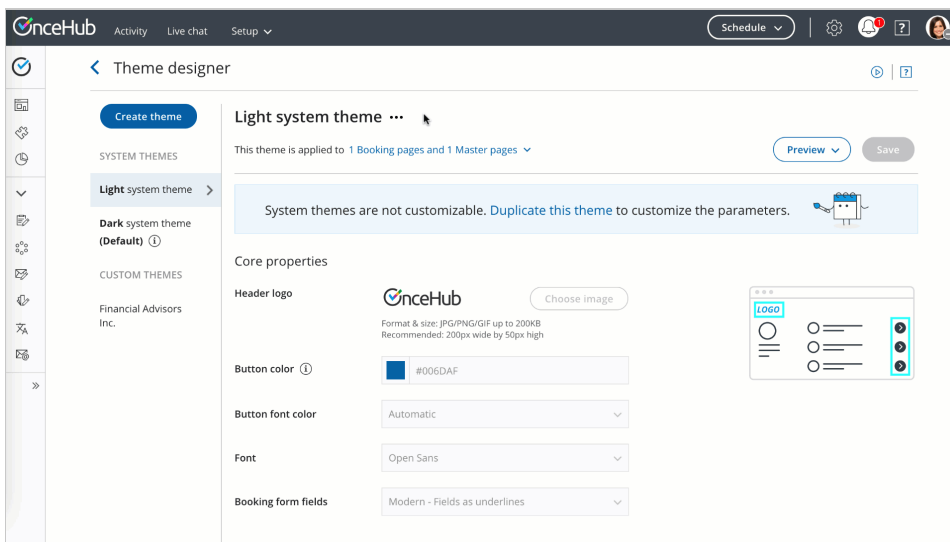 OnceHub Activity Live chat Setup Schedule 1 ?
Theme designer ?
Create theme
SYSTEM THEMES
Light system theme
Dark system theme
(Default) i
CUSTOM THEMES
Financial Advisors
Inc.
Light system theme ...
This theme is applied to 1 Booking pages and 1 Master pages
Preview
Save
System themes are not customizable. Duplicate this theme to customize the parameters.
Core properties
Header logo
OnceHub
Choose image
Format & size: JPG/PNG/GIF up to 200KB
Recommended: 200px wide by 50px high
LOGO
Button color i
#006DAF
Button font color
Automatic
Font
Open Sans
Booking form fields
Modern - Fields as underlines